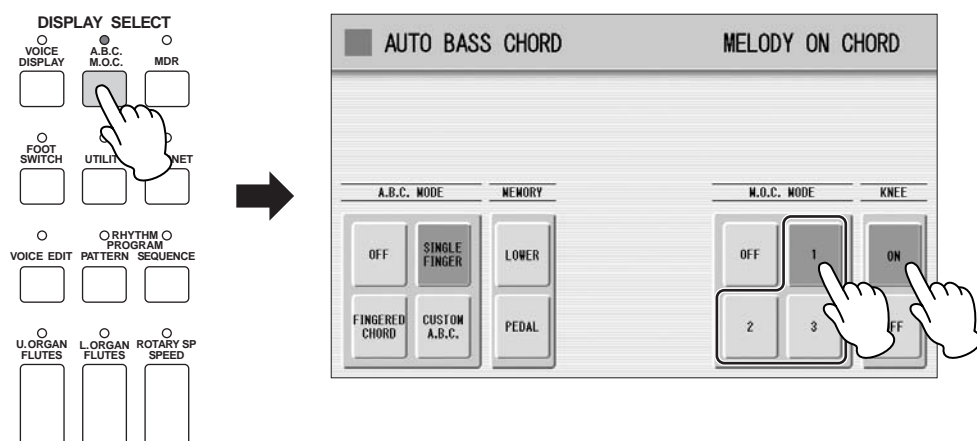 DISPLAY SELECT
VOICE DISPLAY
A.B.C. M.O.C.
MDR
FOOT SWITCH
UTILIT
NET
RHYTHM PROGRAM
VOICE EDIT
PATTERN
SEQUENCE
U.ORGAN FLUTES
L.ORGAN FLUTES
ROTARY SP SPEED
AUTO BASS CHORD
MELODY ON CHORD
A.B.C. MODE
MEMORY
M.O.C. MODE
KNEE
OFF
SINGLE FINGER
LOWER
OFF
1
ON
FINGERED CHORD
CUSTOM A.B.C.
PEDAL
2
3
FF